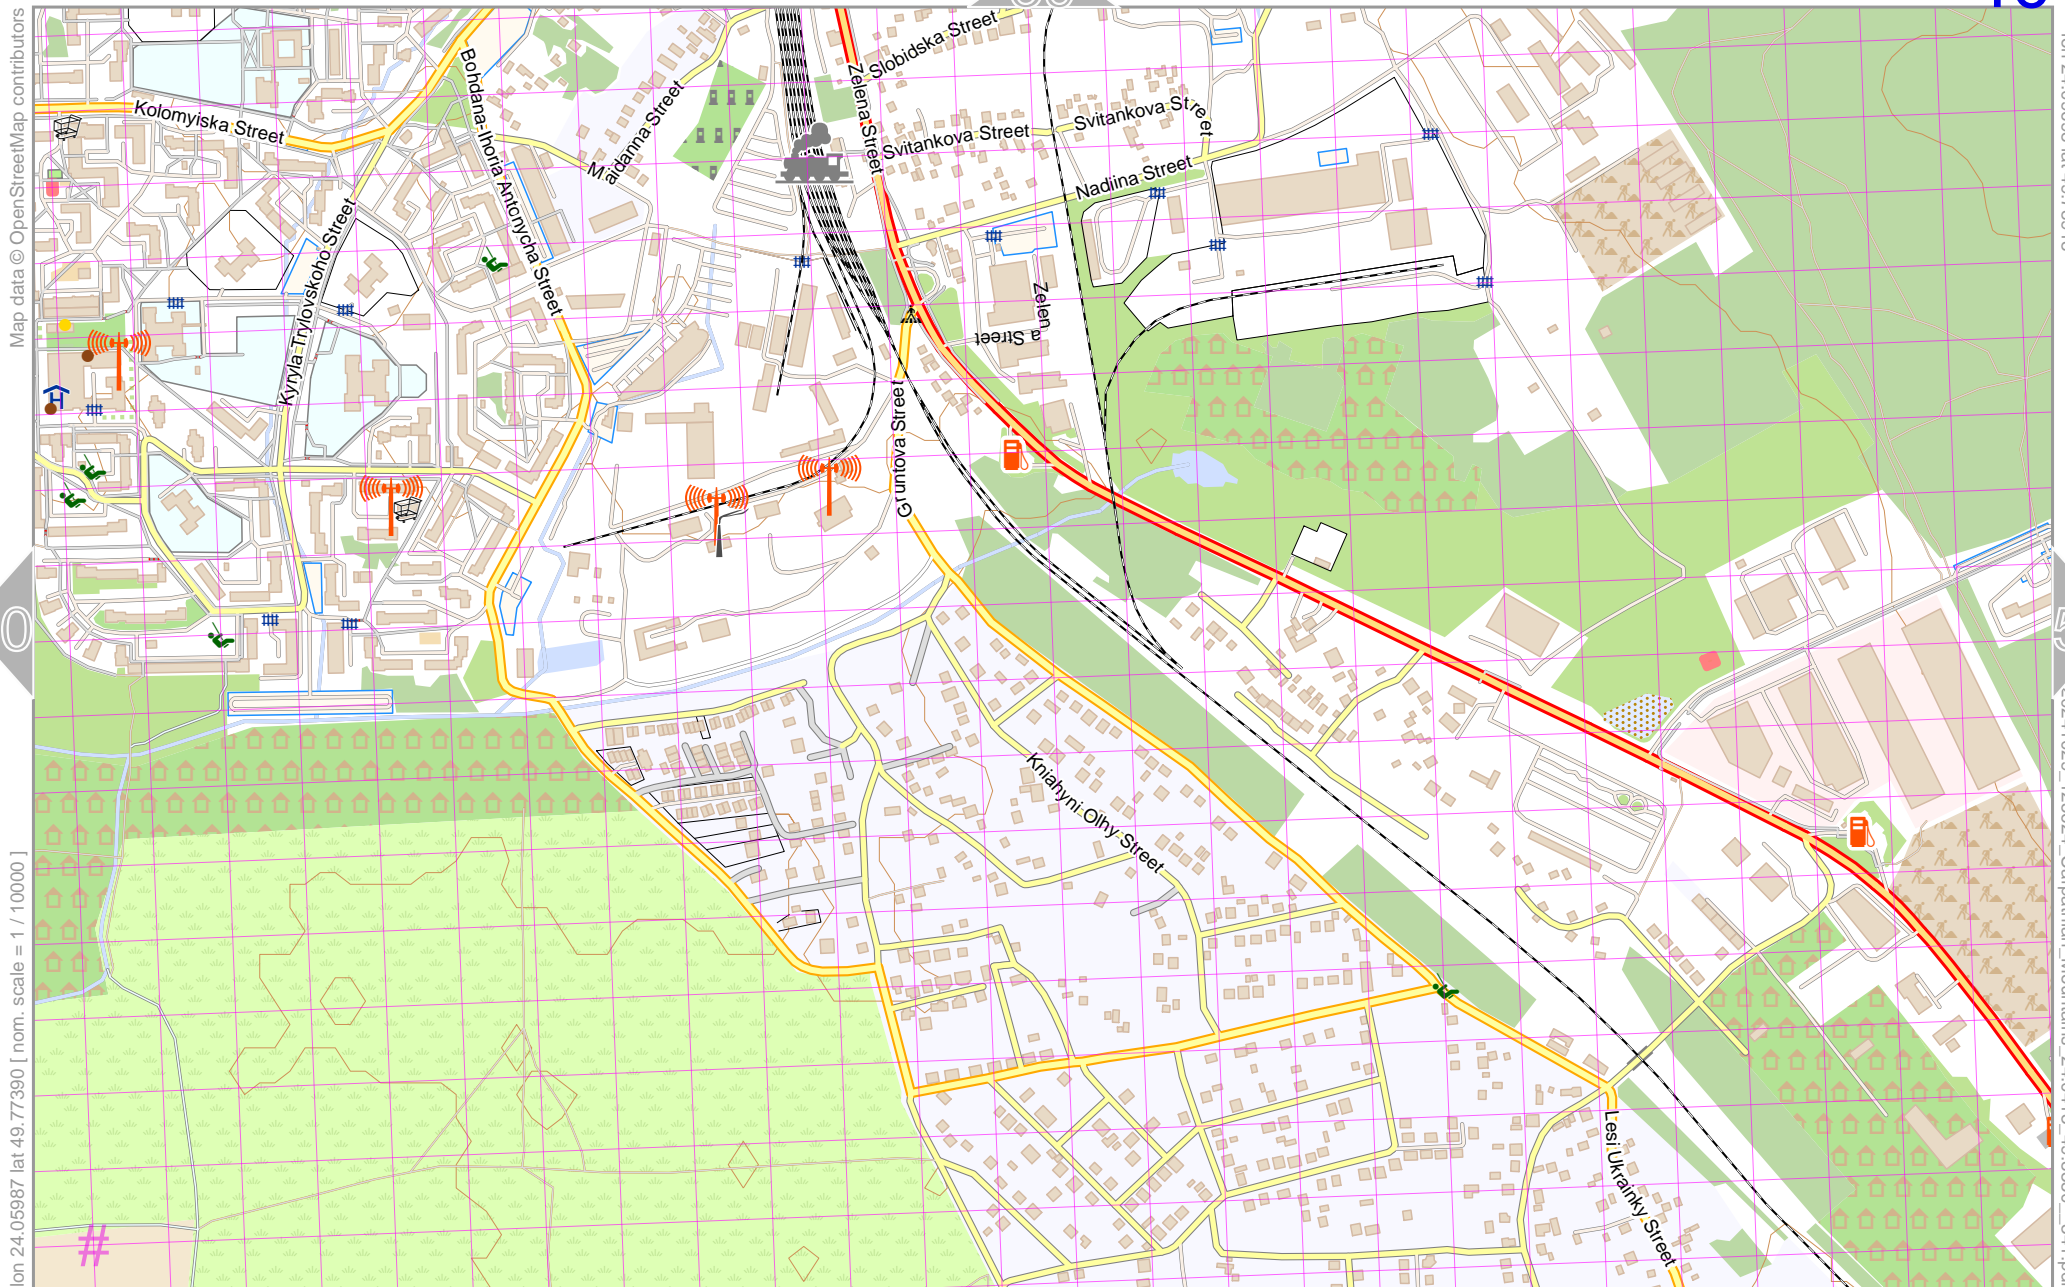 Map data © OpenStreetMap contributors
lon 24.05987 lat 49.77390 [ nom. scale = 1 / 10000 ]
Kolomyiska Street
Bohdana-Ihoria Antonycha Street
Maidanna Street
Zelena Street
Slobidska Street
Svitankova Street
Svitankova Street
Nadiina Street
Kyryla Trylovskoho Street
Zelena Street
Gruntova Street
Kniahyni Olhy Street
Lesi Ukrainky Street
H
0
#